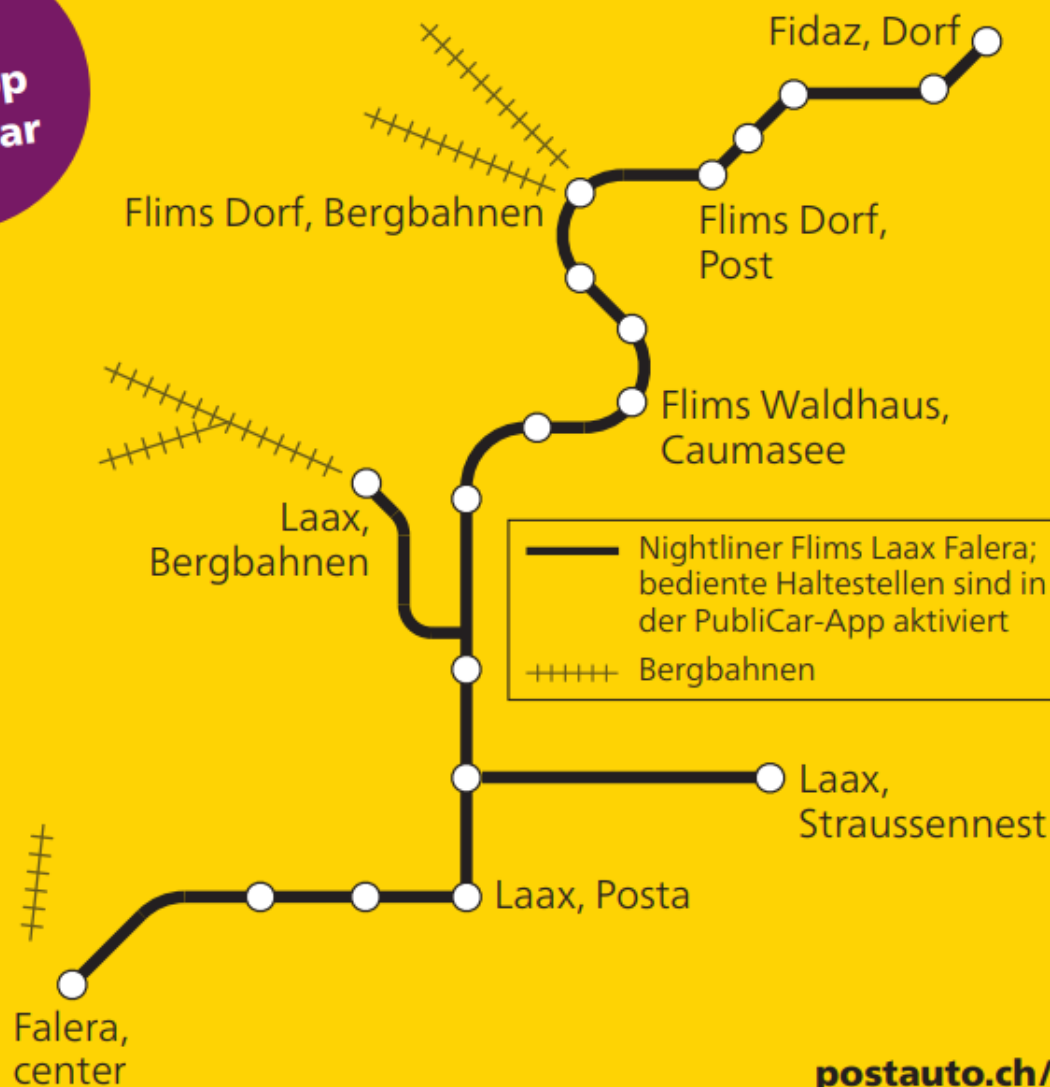 Fidaz, Dorf
Flims Dorf, Bergbahnen
Flims Dorf,
Post
Flims Waldhaus,
Caumasee
Laax,
Bergbahnen
Nightliner Flims Laax Falera;
bediente Haltestellen sind in
der PubliCar-App aktiviert
Bergbahnen
Laax,
Straussennest
Laax, Posta
Falera,
center
postauto.ch/